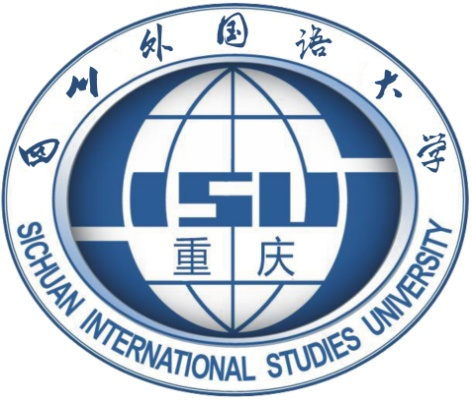 四川外国语大学
SISU
重庆
SICHUAN INTERNATIONAL STUDIES UNIVERSITY